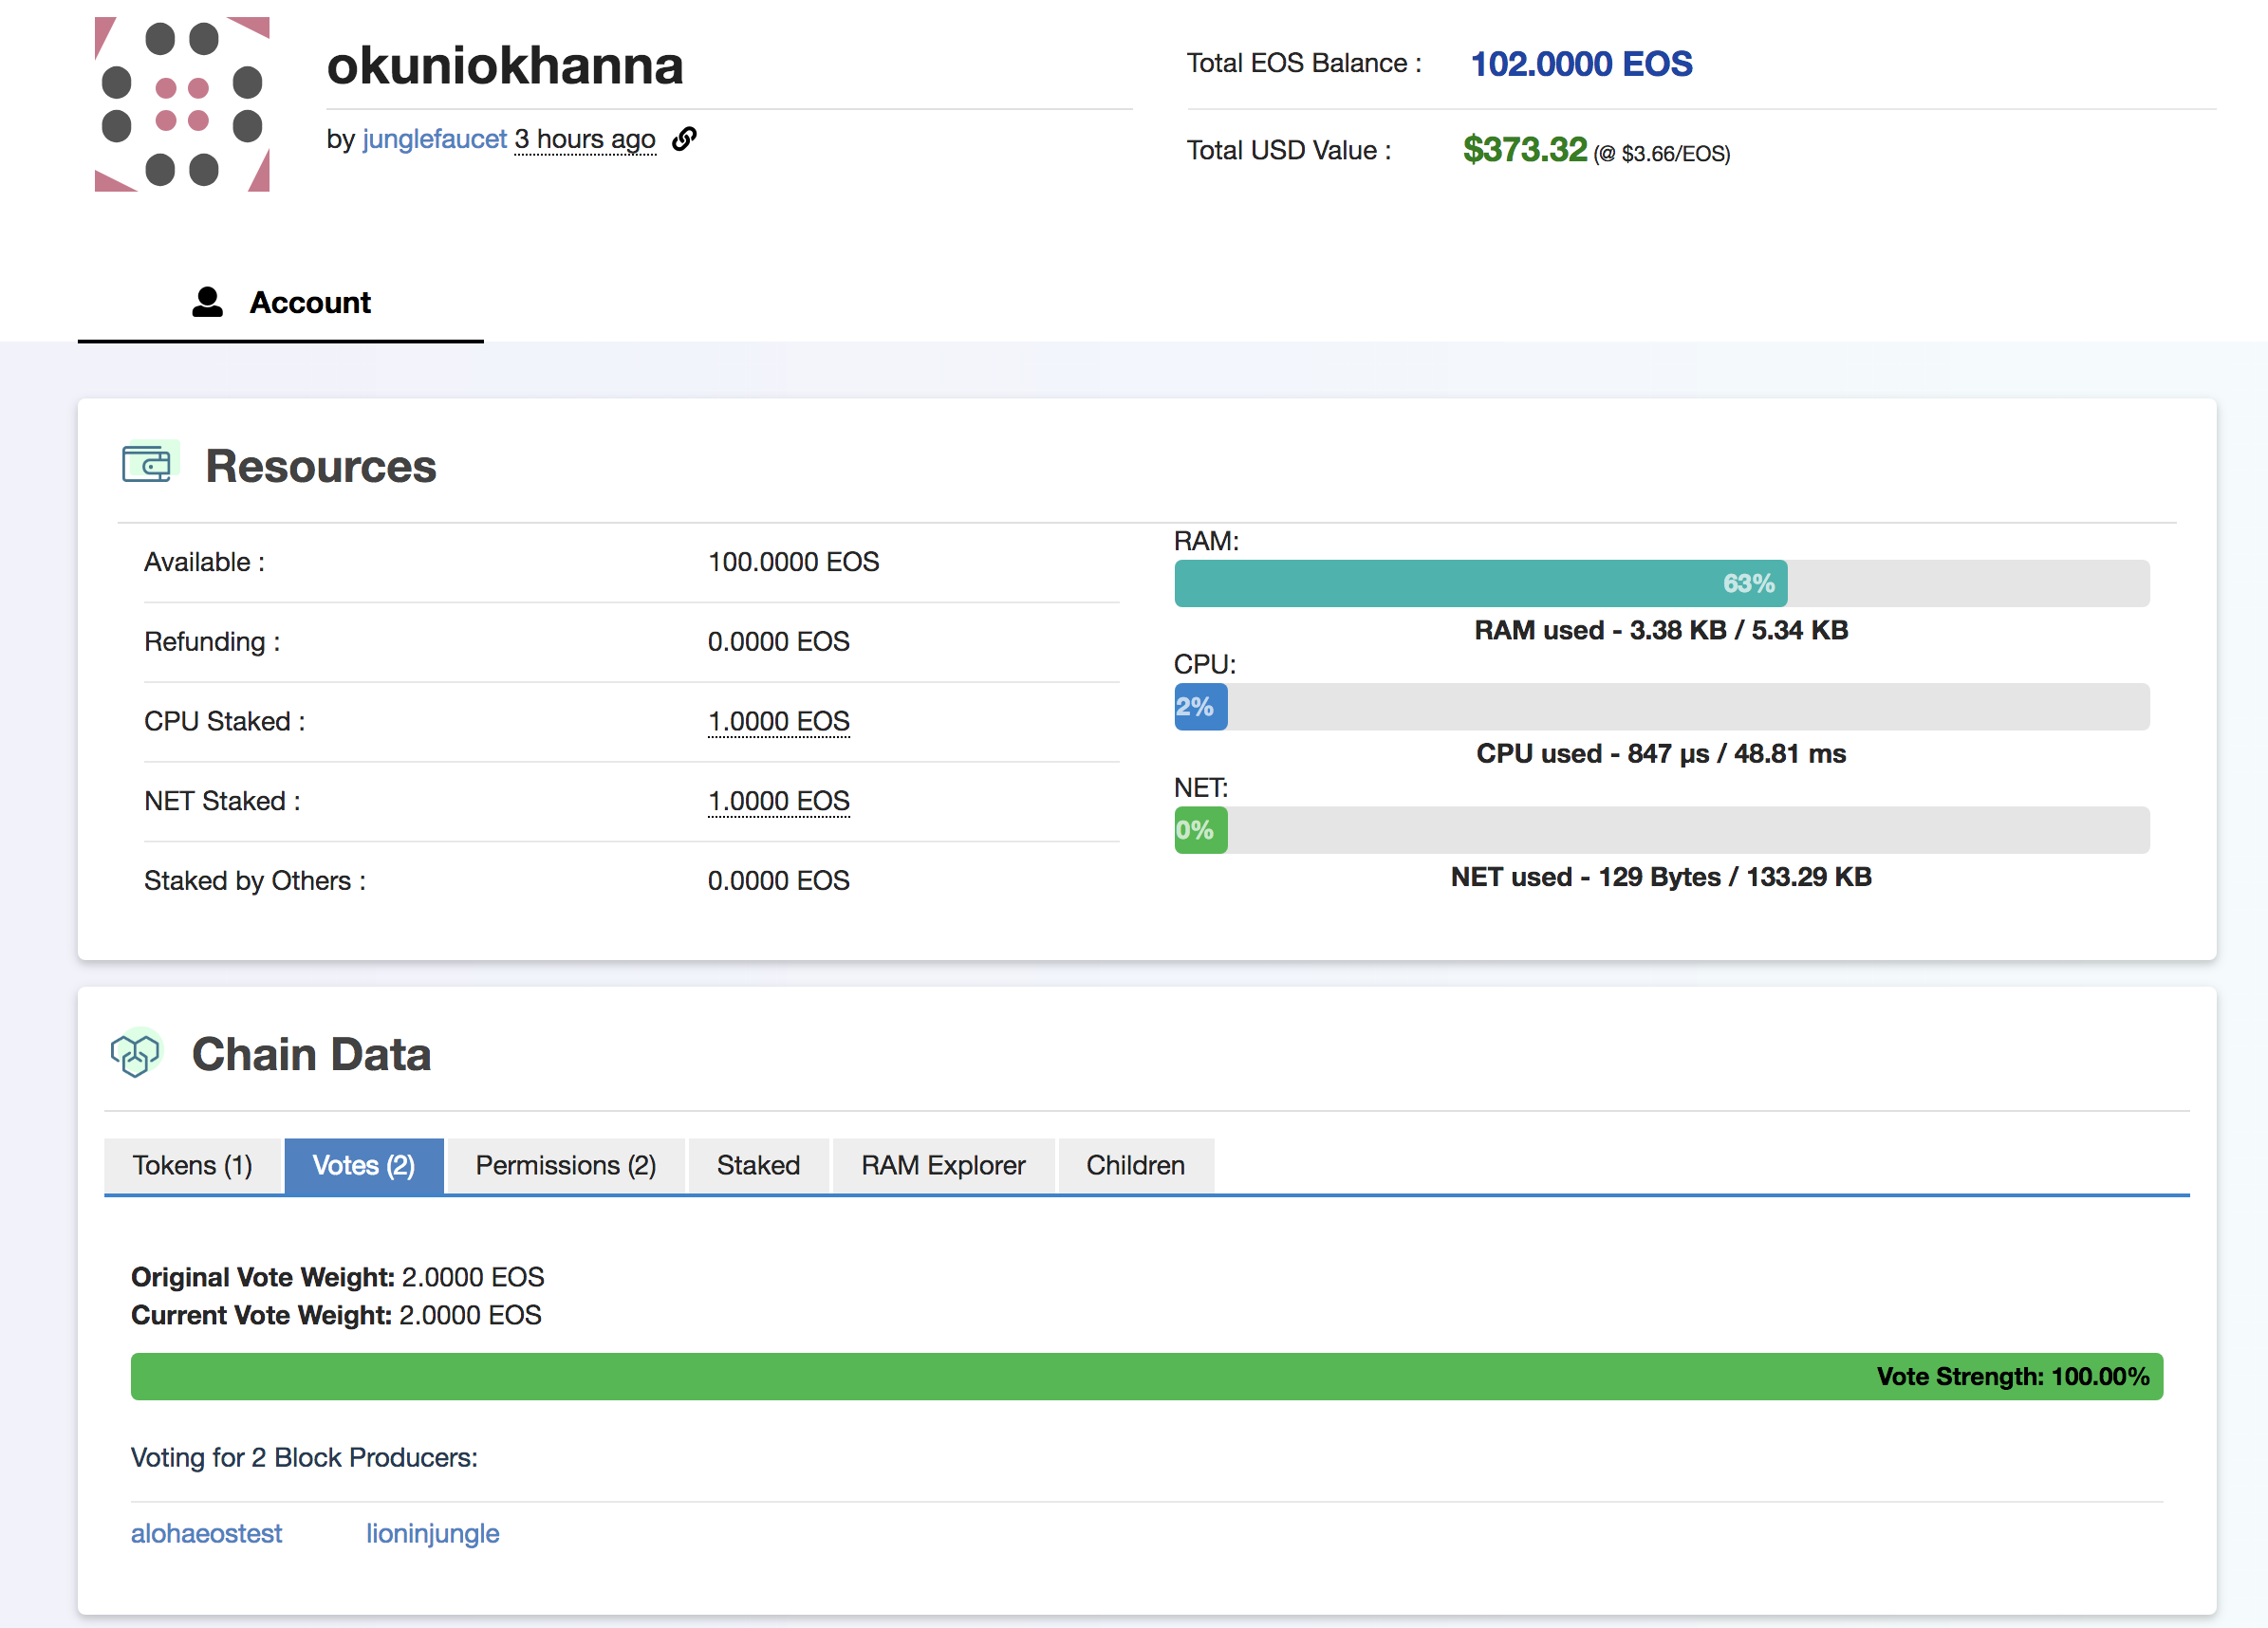 okuniokhanna
by junglefaucet 3 hours ago
Total EOS Balance : 102.0000 EOS
Total USD Value : $373.32 (@ $3.66/EOS)
Account
Resources
Available : 100.0000 EOS
Refunding : 0.0000 EOS
CPU Staked : 1.0000 EOS
NET Staked : 1.0000 EOS
Staked by Others : 0.0000 EOS
RAM:
63%
RAM used - 3.38 KB / 5.34 KB
CPU:
2%
CPU used - 847 µs / 48.81 ms
NET:
0%
NET used - 129 Bytes / 133.29 KB
Chain Data
Tokens (1) Votes (2) Permissions (2) Staked RAM Explorer Children
Original Vote Weight: 2.0000 EOS
Current Vote Weight: 2.0000 EOS
Vote Strength: 100.00%
Voting for 2 Block Producers:
alohaeostest lioninjungle